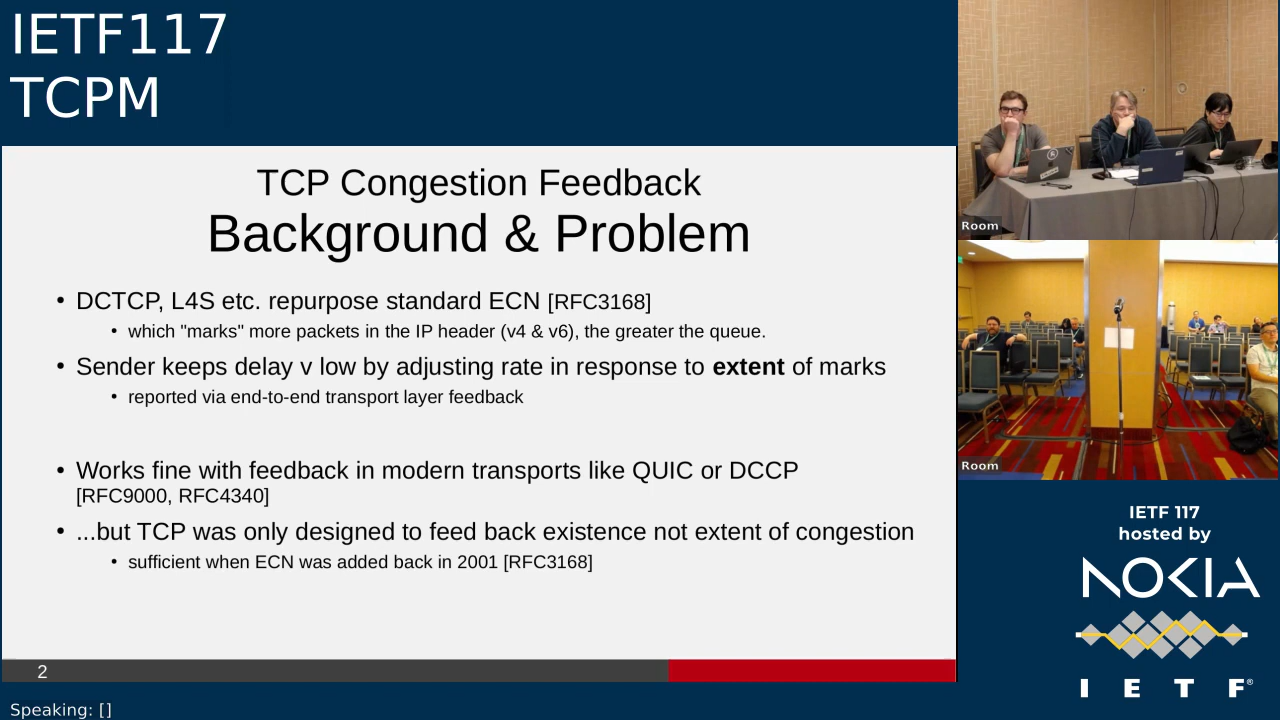 IETF117
TCPM
TCP Congestion Feedback
Background & Problem
• DCTCP, L4S etc. repurpose standard ECN [RFC3168]
• which "marks" more packets in the IP header (v4 & v6), the greater the queue.
• Sender keeps delay v low by adjusting rate in response to extent of marks
• reported via end-to-end transport layer feedback
• Works fine with feedback in modern transports like QUIC or DCCP
[RFC9000, RFC4340]
• ...but TCP was only designed to feed back existence not extent of congestion
• sufficient when ECN was added back in 2001 [RFC3168]
2
Speaking: []
Room
Room
IETF 117
hosted by
NOKIA
I E T F®